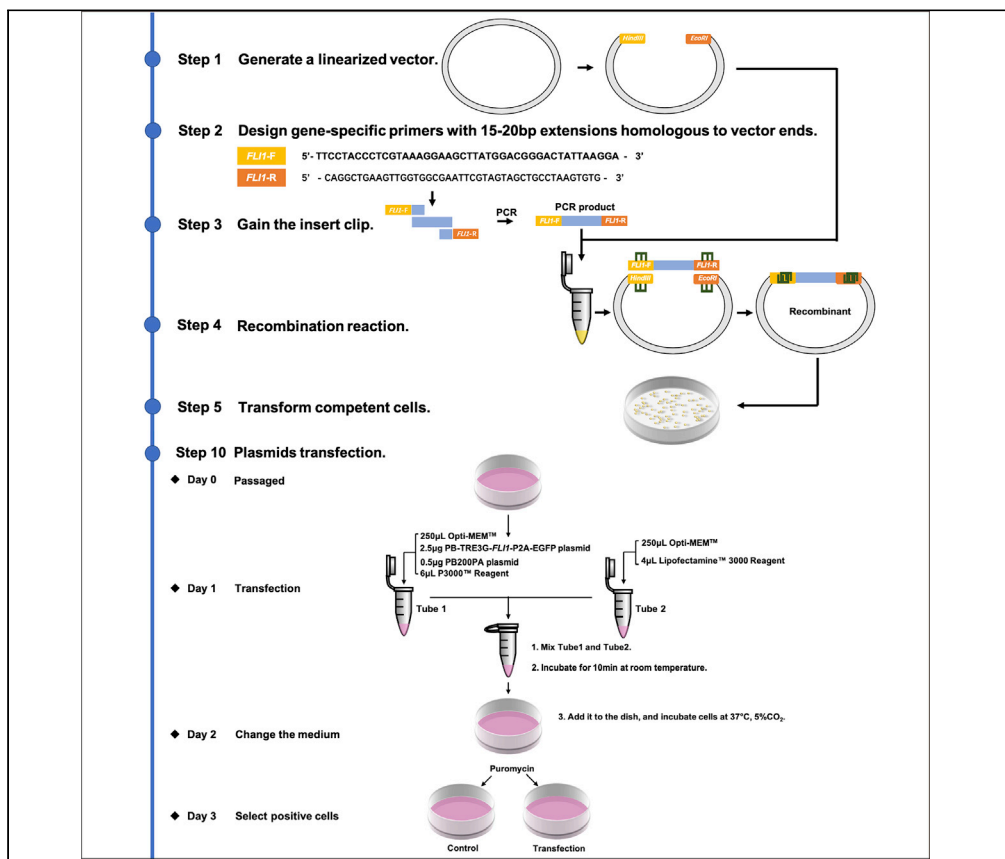 HindIII
EcoRI
Step 1 Generate a linearized vector.
Step 2 Design gene-specific primers with 15-20bp extensions homologous to vector ends.
FLI1-F 5'- TTCCTACCCTCGTAAAGGAAGCTTATGGACGGGACTATTAAGGA - 3'
FLI1-R 5' - CAGGCTGAAGTTGGTGGCGAATTCGTAGTAGCTGCCTAAGTGTG - 3'
FLI1-F
FLI1-R
PCR
PCR product
FLI1-F
FLI1-R
Step 3 Gain the insert clip.
FLI1-F
FLI1-R
HindIII
EcoRI
Recombinant
Step 4 Recombination reaction.
Step 5 Transform competent cells.
Step 10 Plasmids transfection.
◆ Day 0 Passaged
250μL Opti-MEM™
2.5μg PB-TRE3G-FLI1-P2A-EGFP plasmid
0.5μg PB200PA plasmid
6μL P3000™ Reagent
250μL Opti-MEM™
4μL Lipofectamine™ 3000 Reagent
◆ Day 1 Transfection
Tube 1
Tube 2
1. Mix Tube1 and Tube2.
2. Incubate for 10min at room temperature.
3. Add it to the dish, and incubate cells at 37°C, 5%CO₂.
◆ Day 2 Change the medium
Puromycin
◆ Day 3 Select positive cells
Control
Transfection